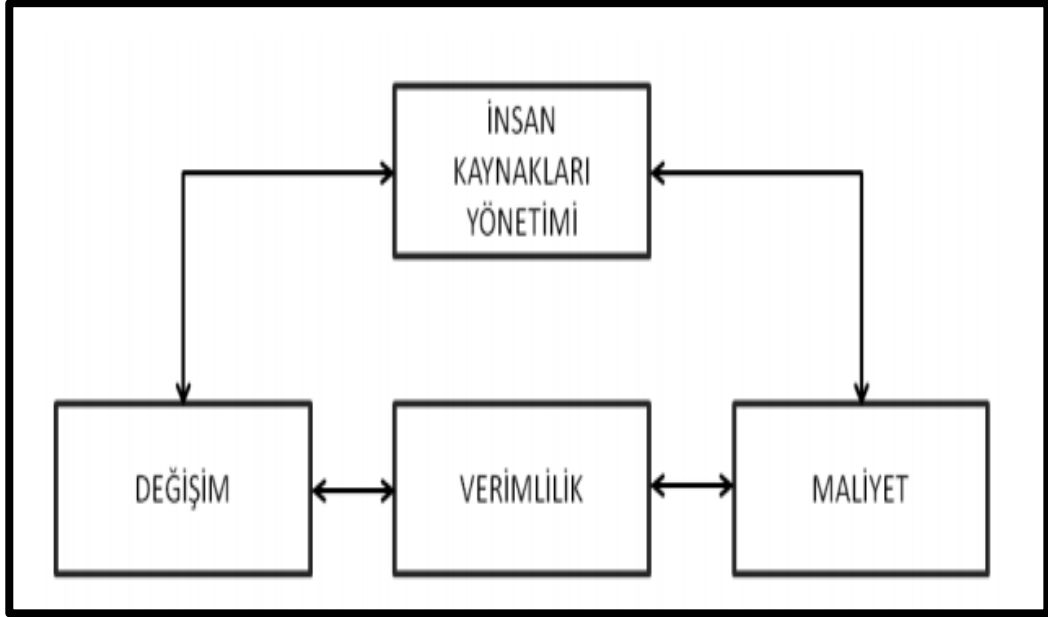 İNSAN
KAYNAKLARI
YÖNETİMİ
DEĞİŞİM
VERİMLİLİK
MALİYET